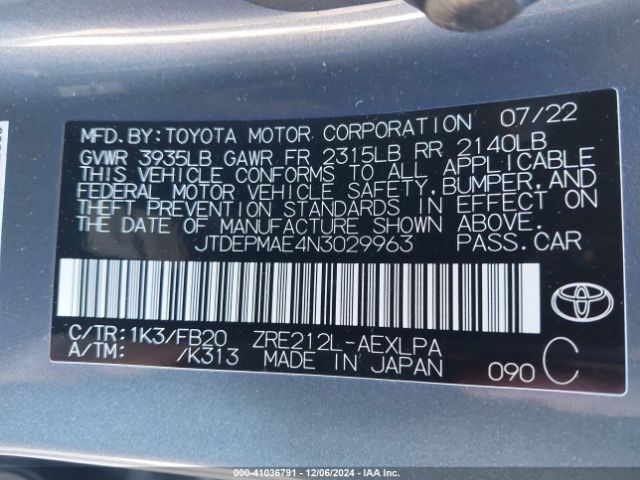 MFD.BY:TOYOTA MOTOR CORPORATION 07/22
GVWR 3935LB GAWR FR 2315LB RR 2140LB
THIS VEHICLE CONFORMS TO ALL APPLICABLE
FEDERAL MOTOR VEHICLE SAFETY,BUMPER,AND
THEFT PREVENTION STANDARDS IN EFFECT ON
THE DATE OF MANUFACTURE SHOWN ABOVE.
JTDEPMAE4N3029963 PASS.CAR
C/TR:1K3/FB20 ZRE212L-AEXLPA
A/TM: /K313 MADE IN JAPAN 090 C
000-41036791 - 12/06/2024 - IAA Inc.